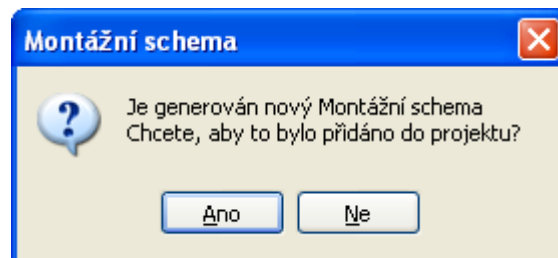 Montážní schema
Je generován nový Montážní schema
Chcete, aby to bylo přidáno do projektu?
Ano
Ne